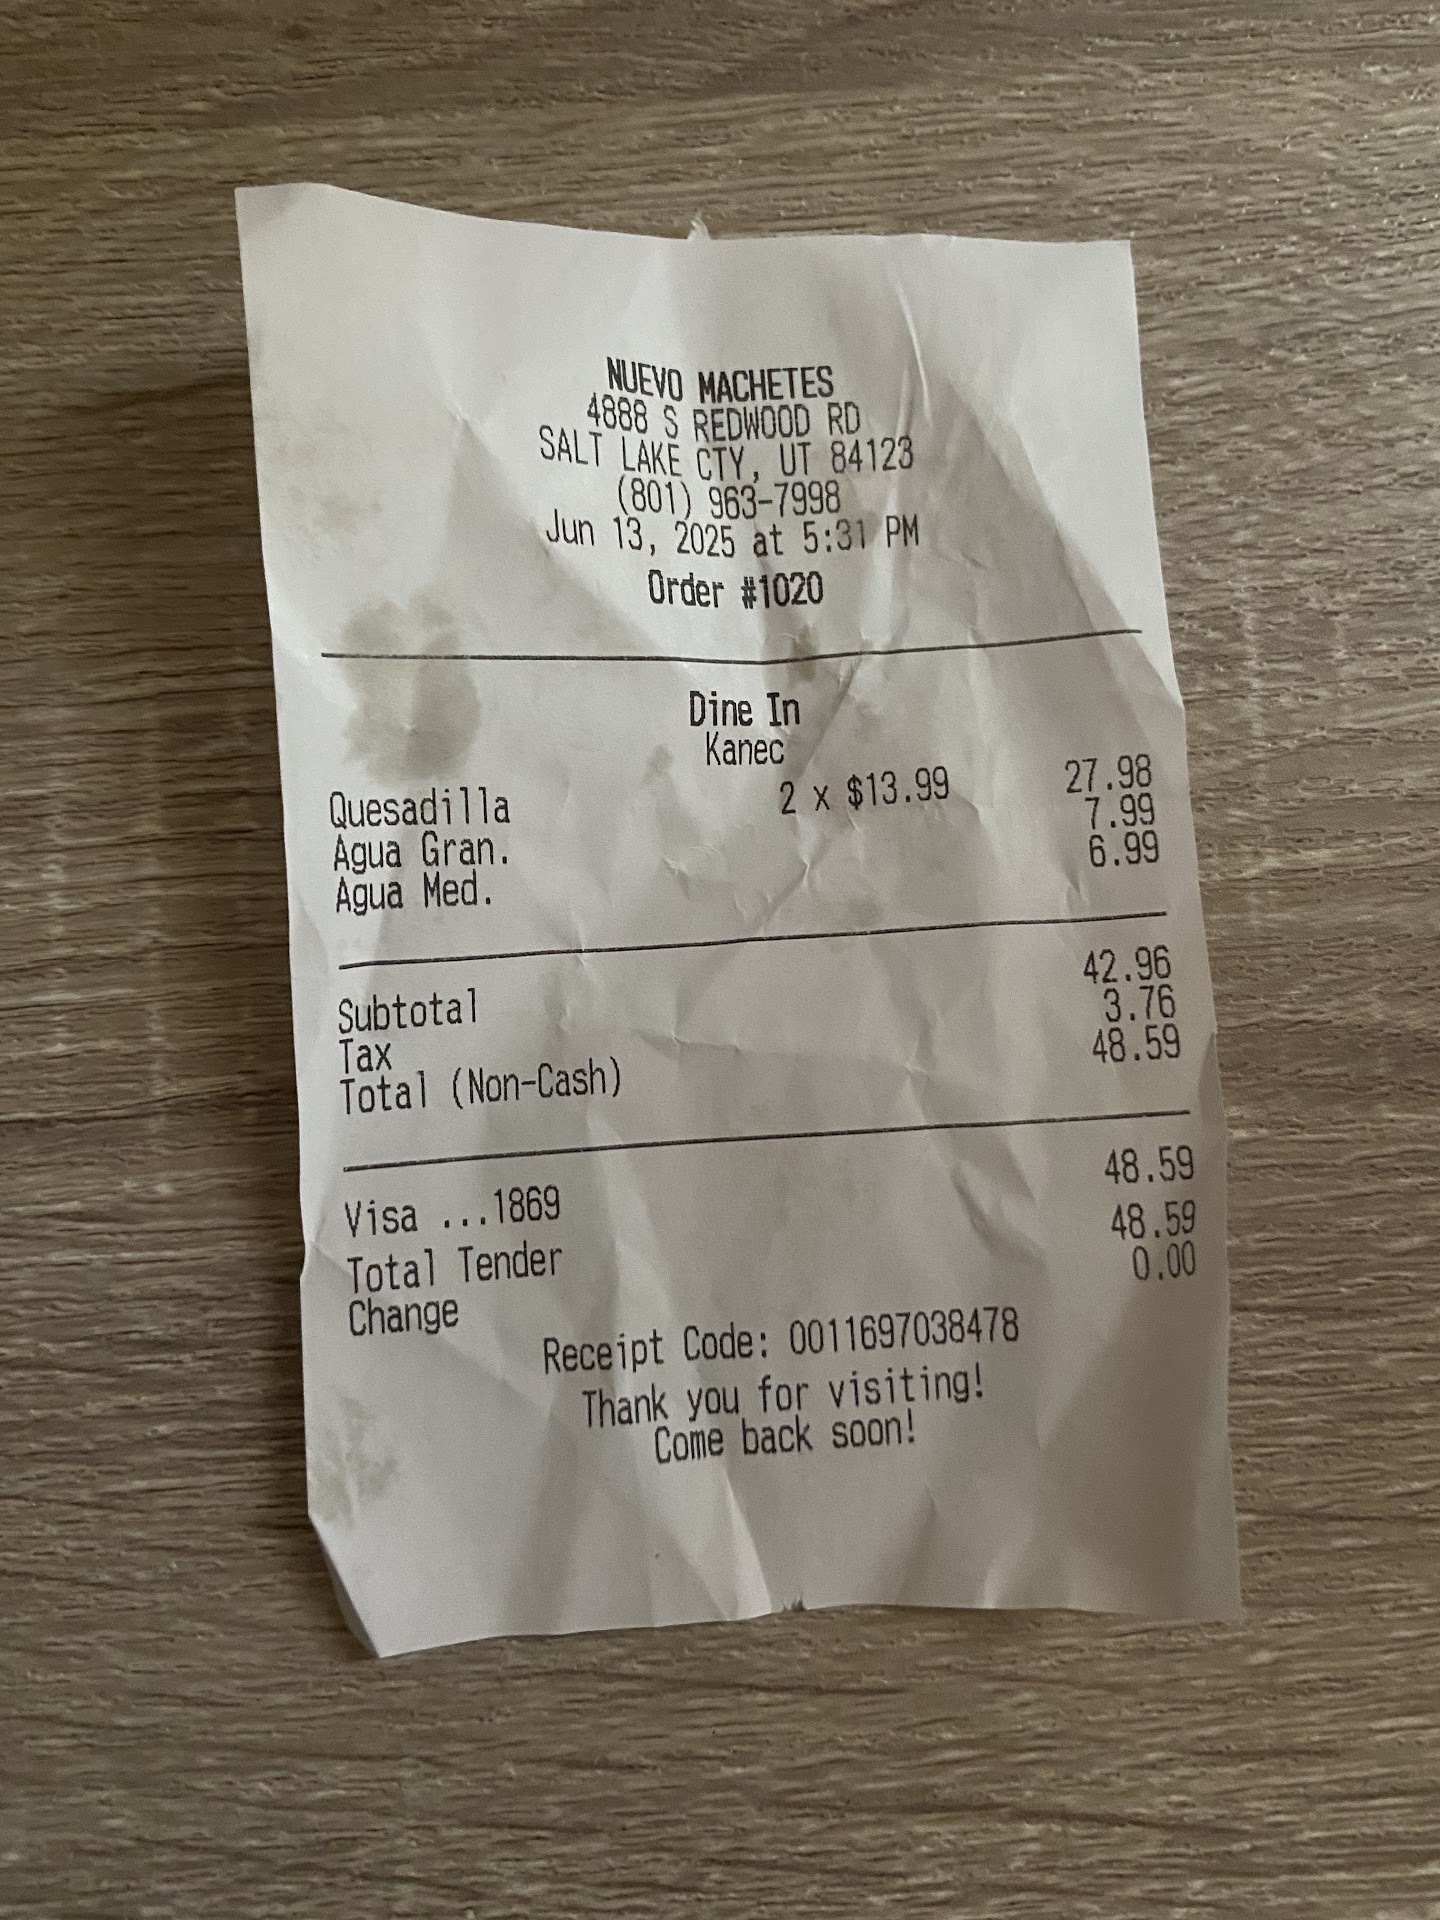 NUEVO MACHETES
4888 S REDWOOD RD
SALT LAKE CTY, UT 84123
(801) 963-7998
Jun 13, 2025 at 5:31 PM
Order #1020
Dine In
Kanec
Quesadilla 2 x $13.99 27.98
Agua Gran. 7.99
Agua Med. 6.99
Subtotal 42.96
Tax 3.76
Total (Non-Cash) 48.59
Visa ...1869 48.59
Total Tender 48.59
Change 0.00
Receipt Code: 0011697038478
Thank you for visiting!
Come back soon!